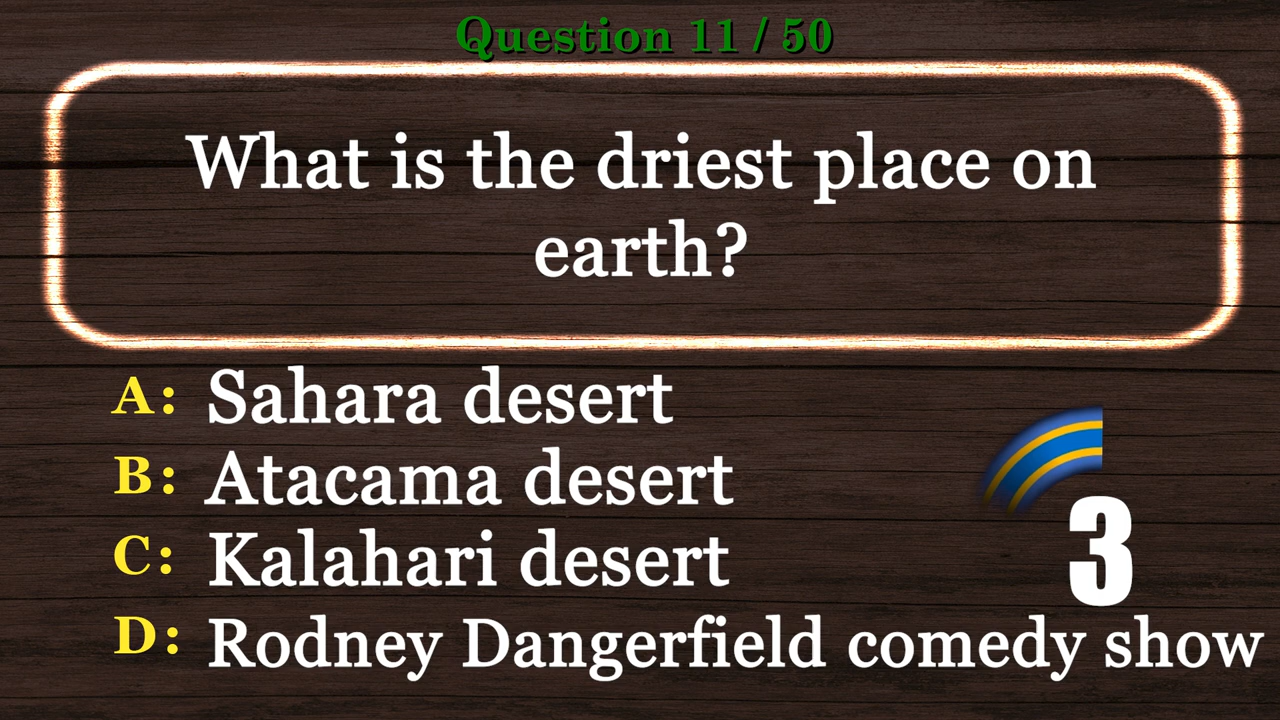 Question 11 / 50
What is the driest place on
earth?
A: Sahara desert
B: Atacama desert
C: Kalahari desert
3
D: Rodney Dangerfield comedy show